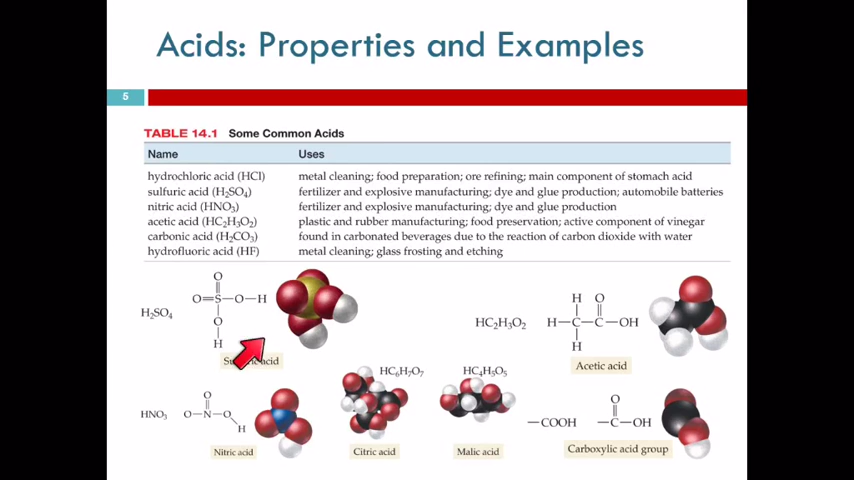 Acids: Properties and Examples
5
TABLE 14.1 Some Common Acids
Name Uses
hydrochloric acid (HCl) metal cleaning; food preparation; ore refining; main component of stomach acid
sulfuric acid (H₂SO₄) fertilizer and explosive manufacturing; dye and glue production; automobile batteries
nitric acid (HNO₃) fertilizer and explosive manufacturing; dye and glue production
acetic acid (HC₂H₃O₂) plastic and rubber manufacturing; food preservation; active component of vinegar
carbonic acid (H₂CO₃) found in carbonated beverages due to the reaction of carbon dioxide with water
hydrofluoric acid (HF) metal cleaning; glass frosting and etching
O
H₂SO₄ O=S—O—H
O
H
acid
H O
HC₂H₃O₂ H—C—C—OH
H
Acetic acid
O
HNO₃ O—N—O
H
Nitric acid
HC₆H₇O₇
Citric acid
HC₄H₅O₅
Malic acid
O
—COOH —C—OH
Carboxylic acid group